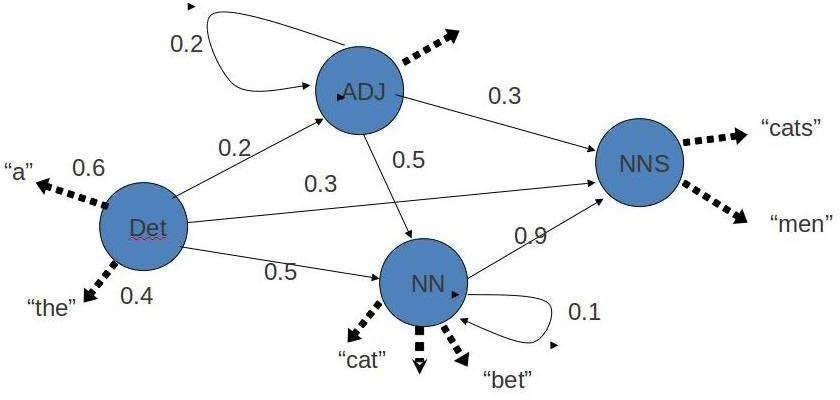 0.2
ADJ
0.3
“cats”
NNS
“men”
0.2
0.5
0.3
“a”
0.6
Det
“the”
0.4
0.5
0.9
NN
0.1
“cat”
“bet”